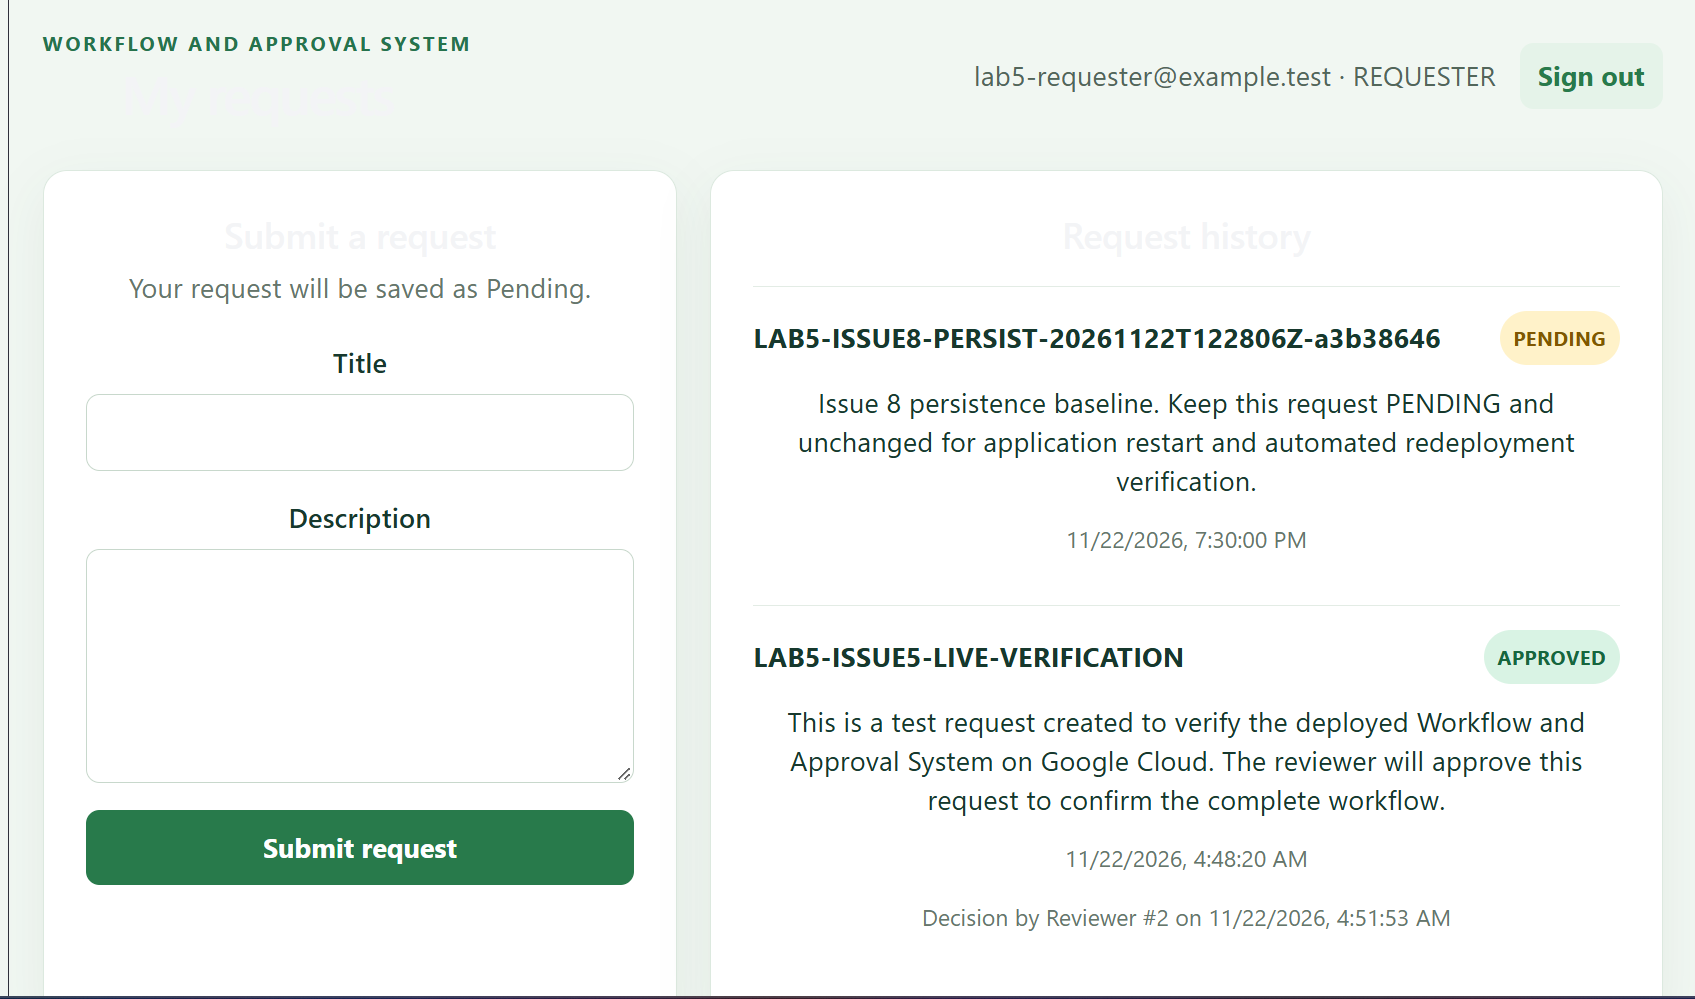 WORKFLOW AND APPROVAL SYSTEM
My requests
lab5-requester@example.test · REQUESTER
Sign out
Submit a request
Your request will be saved as Pending.
Title
Description
Submit request
Request history
LAB5-ISSUE8-PERSIST-20261122T122806Z-a3b38646
PENDING
Issue 8 persistence baseline. Keep this request PENDING and
unchanged for application restart and automated redeployment
verification.
11/22/2026, 7:30:00 PM
LAB5-ISSUE5-LIVE-VERIFICATION
APPROVED
This is a test request created to verify the deployed Workflow and
Approval System on Google Cloud. The reviewer will approve this
request to confirm the complete workflow.
11/22/2026, 4:48:20 AM
Decision by Reviewer #2 on 11/22/2026, 4:51:53 AM